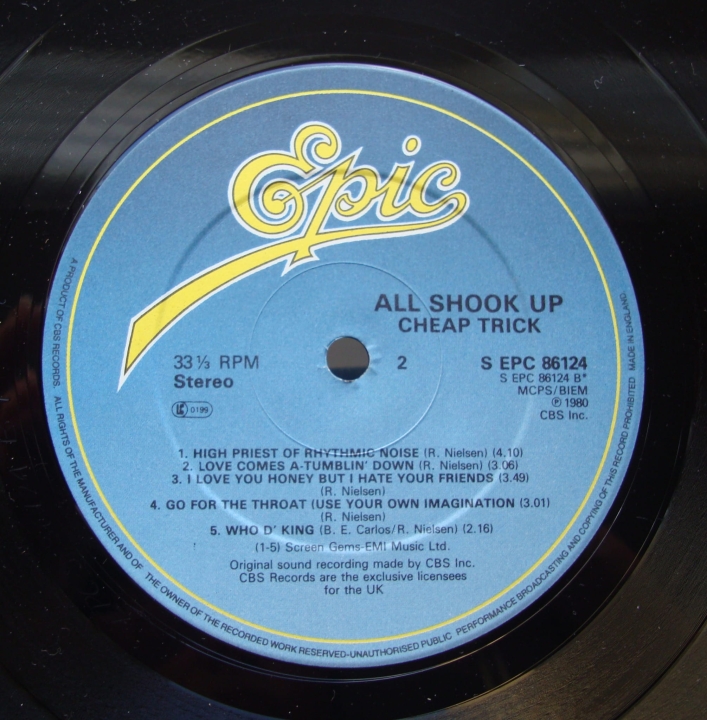 Epic
ALL SHOOK UP
CHEAP TRICK
33⅓ RPM
Stereo
LC 0199
2
S EPC 86124
S EPC 86124 B*
MCPS/BIEM
℗ 1980
CBS Inc.
1. HIGH PRIEST OF RHYTHMIC NOISE (R. Nielsen) (4.10)
2. LOVE COMES A-TUMBLIN' DOWN (R. Nielsen) (3.06)
3. I LOVE YOU HONEY BUT I HATE YOUR FRIENDS (3.49)
(R. Nielsen)
4. GO FOR THE THROAT (USE YOUR OWN IMAGINATION (3.01)
(R. Nielsen)
5. WHO D' KING (B. E. Carlos/R. Nielsen) (2.16)
(1-5) Screen Gems-EMI Music Ltd.
Original sound recording made by CBS Inc.
CBS Records are the exclusive licensees
for the UK
A PRODUCT OF CBS RECORDS. ALL RIGHTS OF THE MANUFACTURER AND OF THE OWNER OF THE RECORDED WORK RESERVED-UNAUTHORISED PUBLIC PERFORMANCE BROADCASTING AND COPYING OF THIS RECORD PROHIBITED MADE IN ENGLAND.